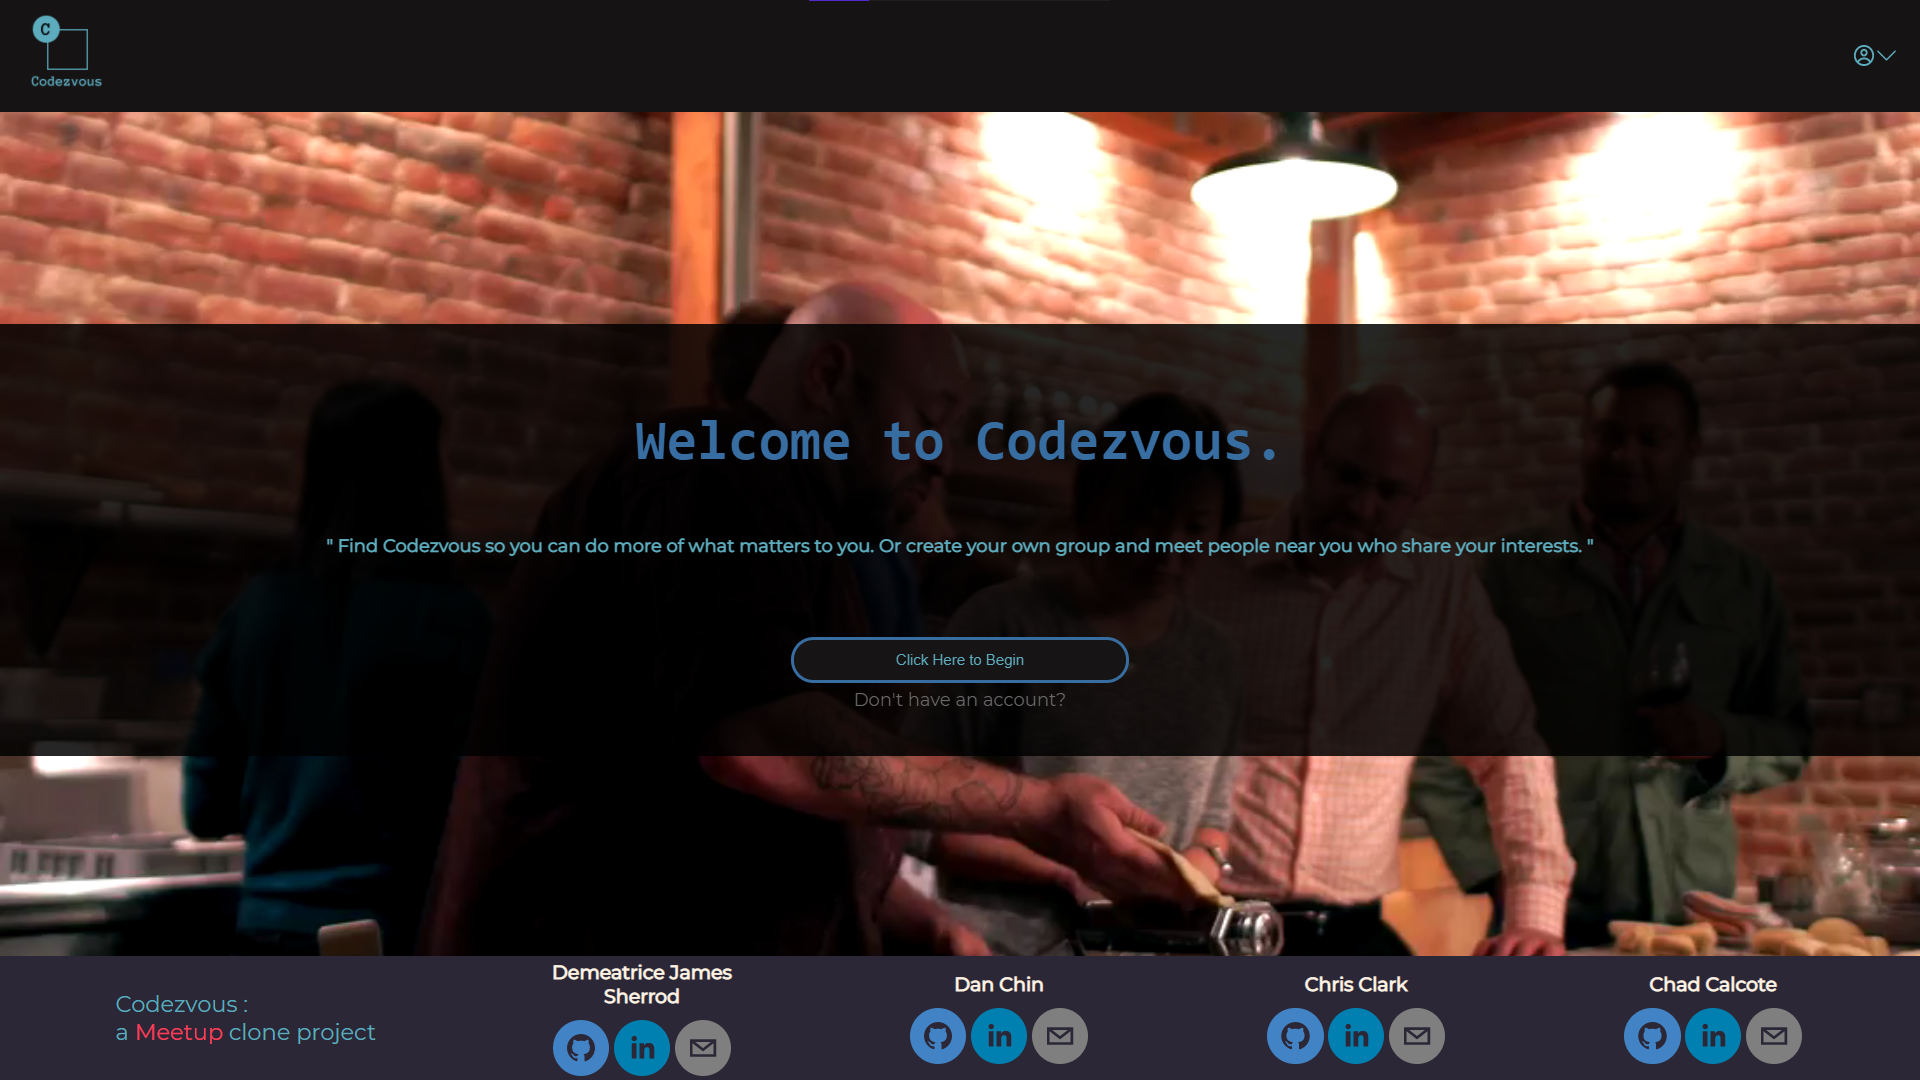 C
Codezvous
Welcome to Codezvous.
" Find Codezvous so you can do more of what matters to you. Or create your own group and meet people near you who share your interests. "
Click Here to Begin
Don't have an account?
Codezvous :
a Meetup clone project
Demeatrice James
Sherrod
in
Dan Chin
in
Chris Clark
in
Chad Calcote
in